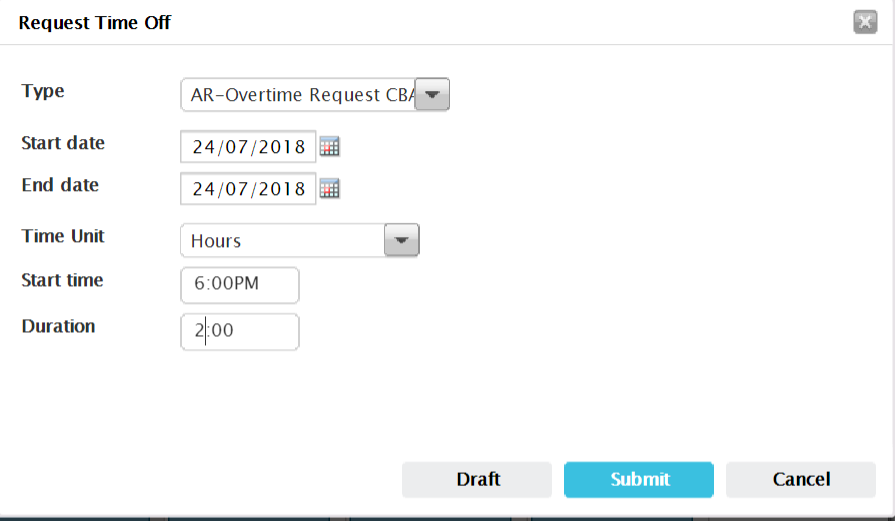 Request Time Off
Type AR-Overtime Request CBA
Start date 24/07/2018
End date 24/07/2018
Time Unit Hours
Start time 6:00PM
Duration 2:00
Draft Submit Cancel